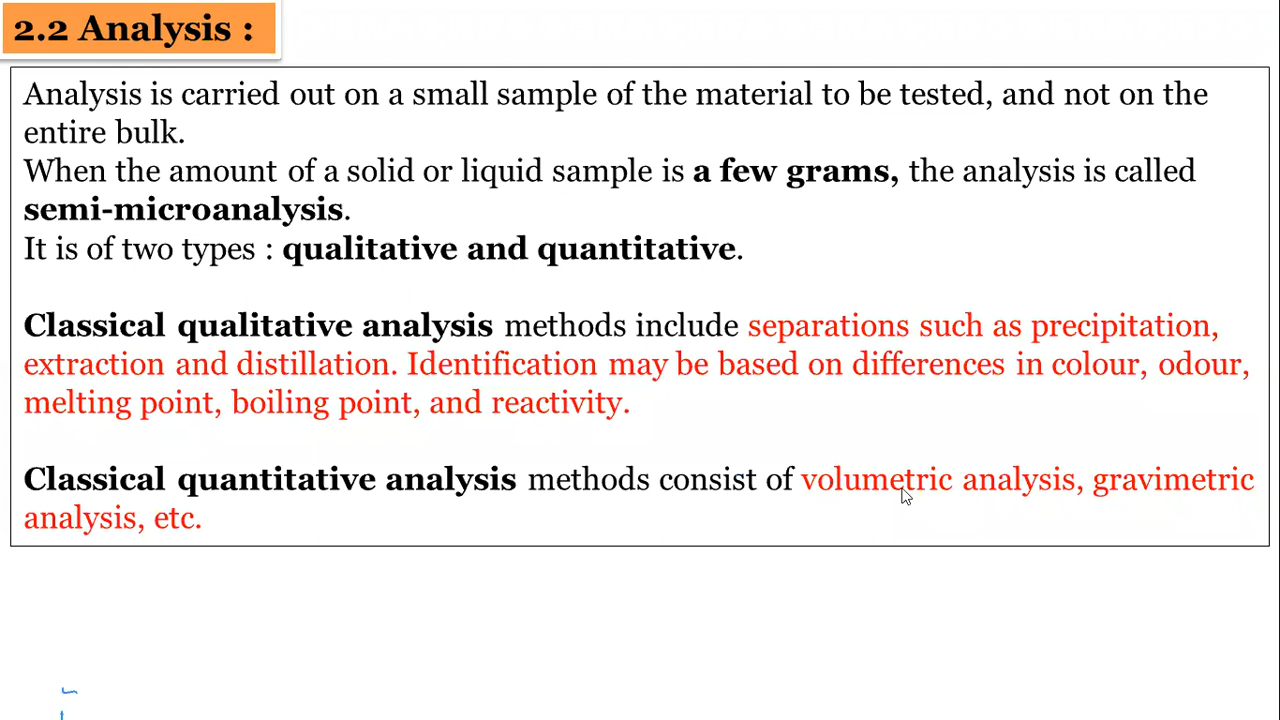 2.2 Analysis :
Analysis is carried out on a small sample of the material to be tested, and not on the
entire bulk.
When the amount of a solid or liquid sample is a few grams, the analysis is called
semi-microanalysis.
It is of two types : qualitative and quantitative.
Classical qualitative analysis methods include separations such as precipitation,
extraction and distillation. Identification may be based on differences in colour, odour,
melting point, boiling point, and reactivity.
Classical quantitative analysis methods consist of volumetric analysis, gravimetric
analysis, etc.